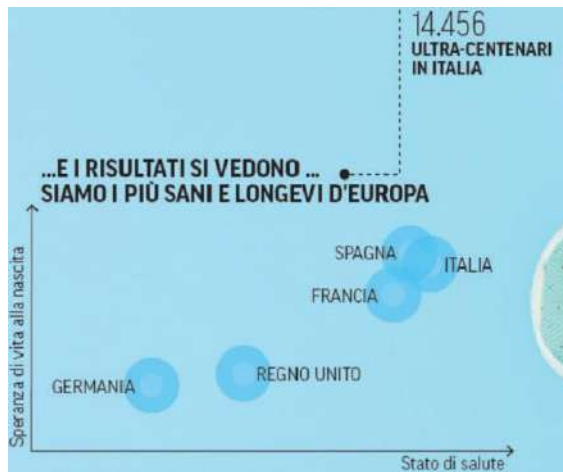 14.456
ULTRA-CENTENARI
IN ITALIA
...E I RISULTATI SI VEDONO ...
SIAMO I PIÙ SANI E LONGEVI D'EUROPA
Speranza di vita alla nascita
SPAGNA
ITALIA
FRANCIA
GERMANIA
REGNO UNITO
Stato di salute